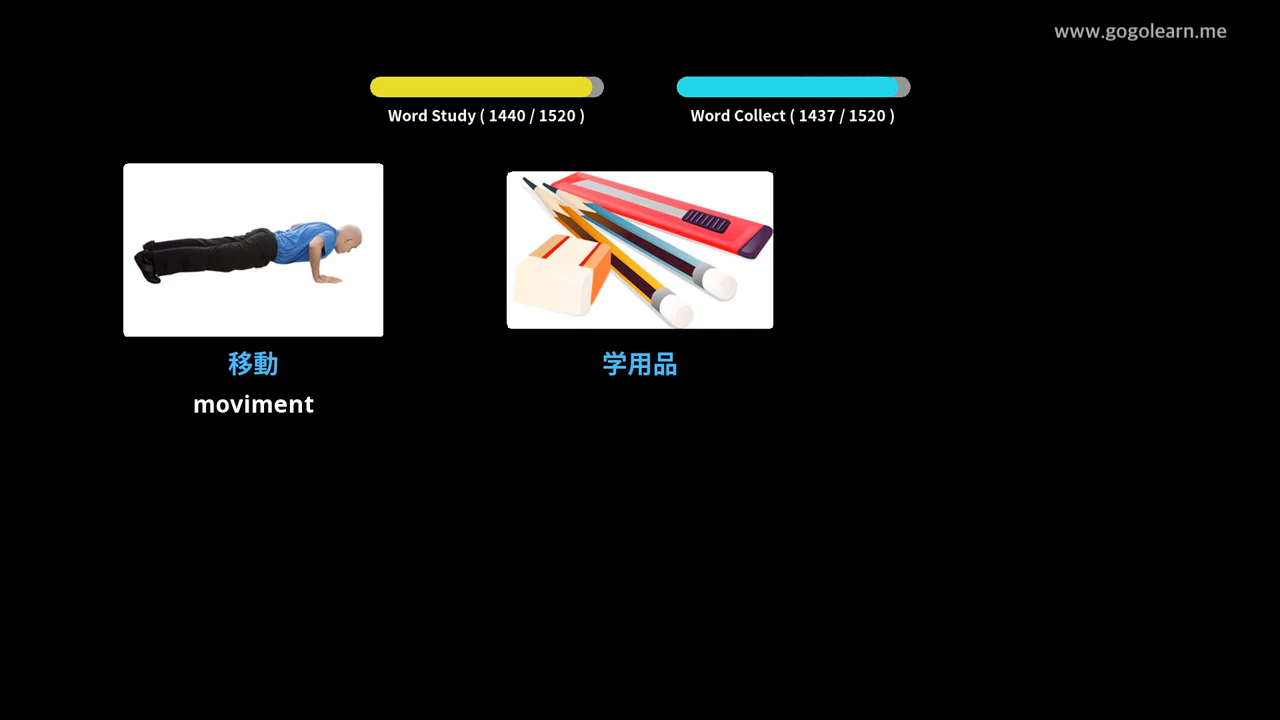 www.gogolearn.me
Word Study ( 1440 / 1520 )
Word Collect ( 1437 / 1520 )
移動
学用品
moviment